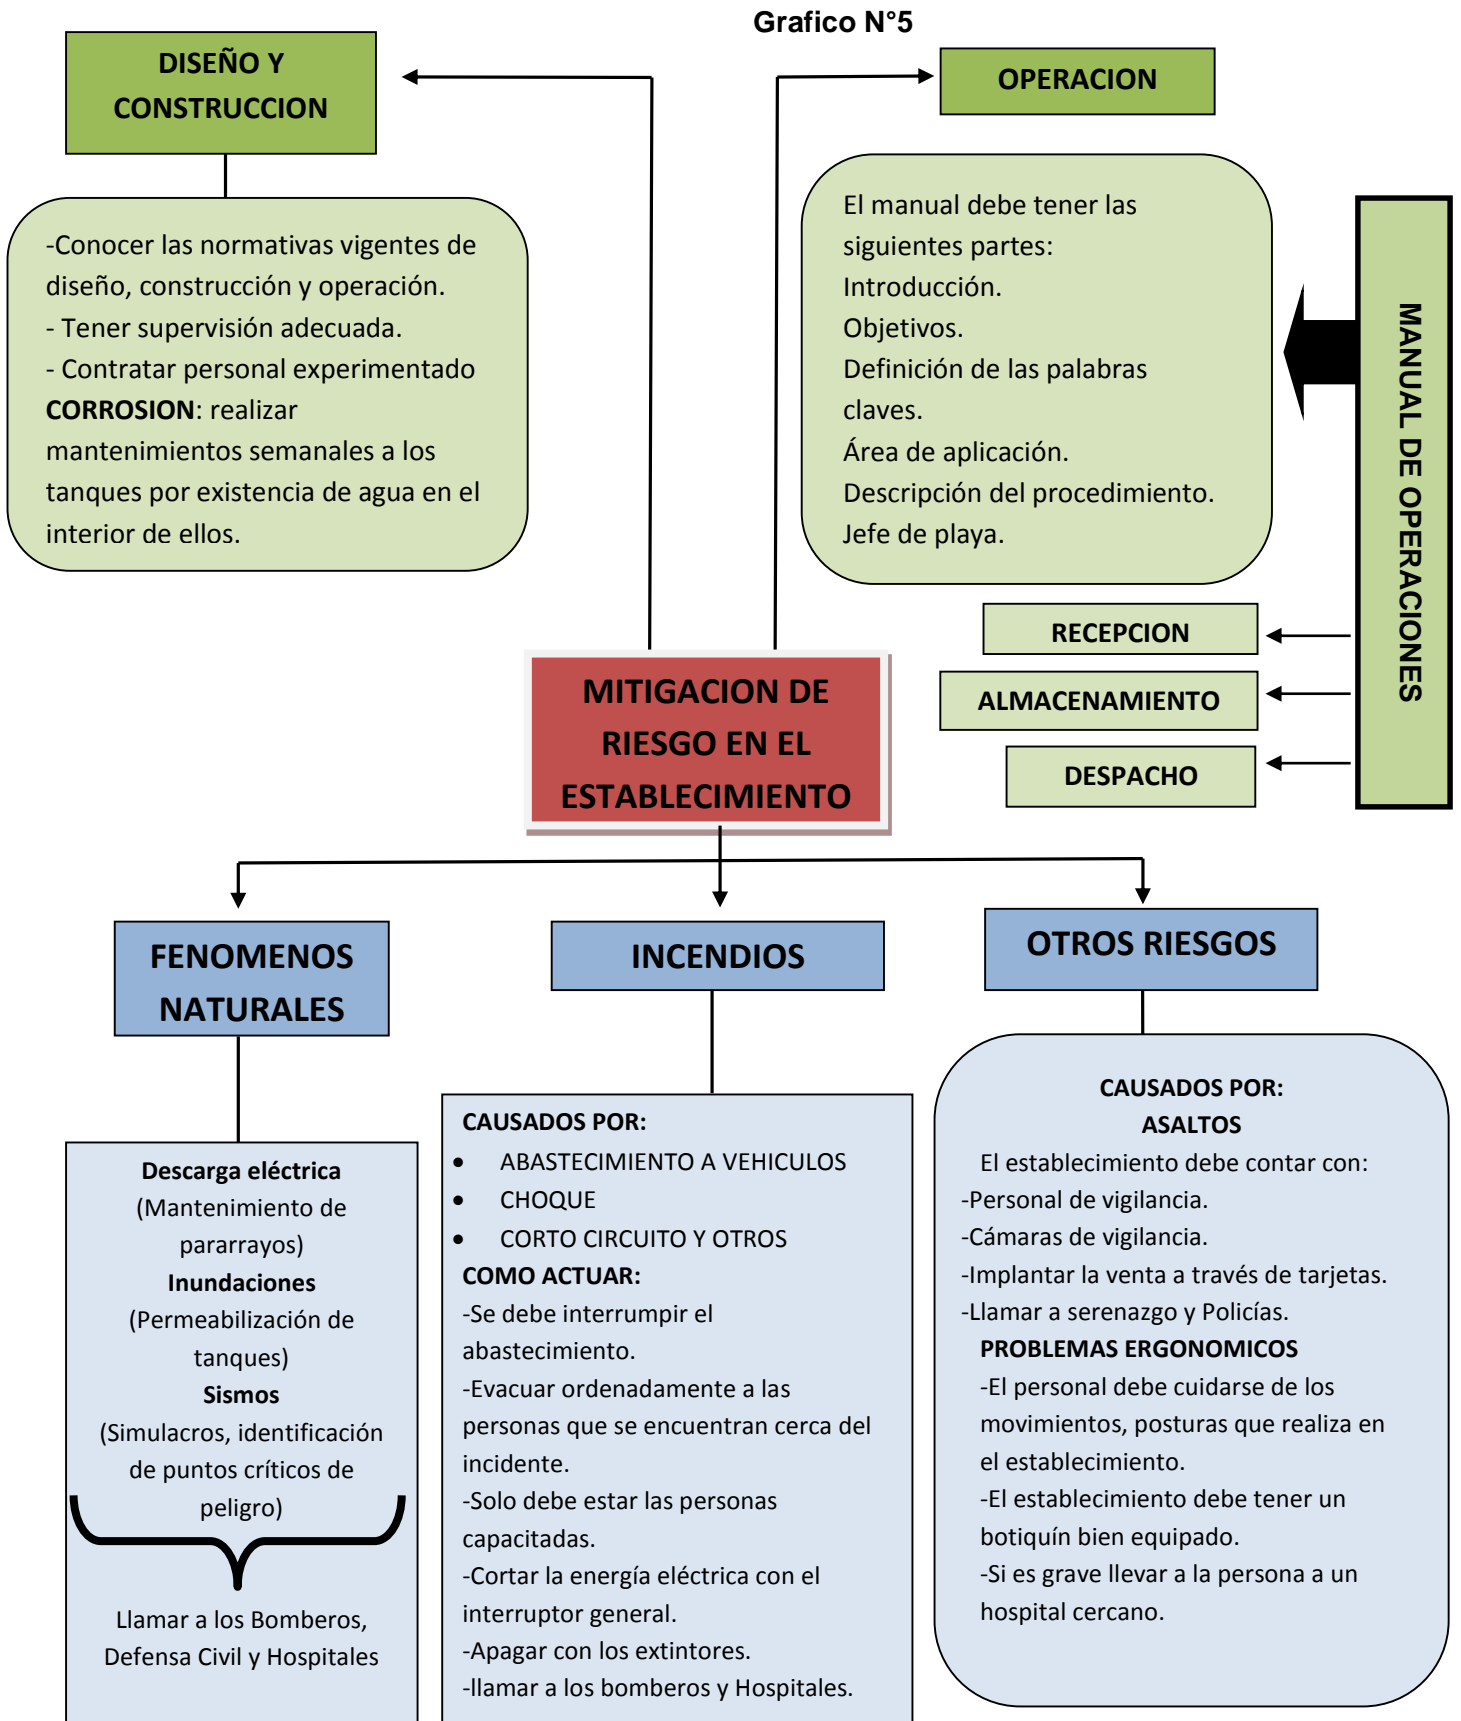 Grafico N°5
DISEÑO Y
CONSTRUCCION
OPERACION
-Conocer las normativas vigentes de
diseño, construcción y operación.
- Tener supervisión adecuada.
- Contratar personal experimentado
CORROSION: realizar
mantenimientos semanales a los
tanques por existencia de agua en el
interior de ellos.
El manual debe tener las
siguientes partes:
Introducción.
Objetivos.
Definición de las palabras
claves.
Área de aplicación.
Descripción del procedimiento.
Jefe de playa.
MANUAL DE OPERACIONES
RECEPCION
ALMACENAMIENTO
DESPACHO
MITIGACION DE
RIESGO EN EL
ESTABLECIMIENTO
FENOMENOS
NATURALES
INCENDIOS
OTROS RIESGOS
Descarga eléctrica
(Mantenimiento de
pararrayos)
Inundaciones
(Permeabilización de
tanques)
Sismos
(Simulacros, identificación
de puntos críticos de
peligro)
Llamar a los Bomberos,
Defensa Civil y Hospitales
CAUSADOS POR:
• ABASTECIMIENTO A VEHICULOS
• CHOQUE
• CORTO CIRCUITO Y OTROS
COMO ACTUAR:
-Se debe interrumpir el
abastecimiento.
-Evacuar ordenadamente a las
personas que se encuentran cerca del
incidente.
-Solo debe estar las personas
capacitadas.
-Cortar la energía eléctrica con el
interruptor general.
-Apagar con los extintores.
-llamar a los bomberos y Hospitales.
CAUSADOS POR:
ASALTOS
El establecimiento debe contar con:
-Personal de vigilancia.
-Cámaras de vigilancia.
-Implantar la venta a través de tarjetas.
-Llamar a serenazgo y Policías.
PROBLEMAS ERGONOMICOS
-El personal debe cuidarse de los
movimientos, posturas que realiza en
el establecimiento.
-El establecimiento debe tener un
botiquín bien equipado.
-Si es grave llevar a la persona a un
hospital cercano.